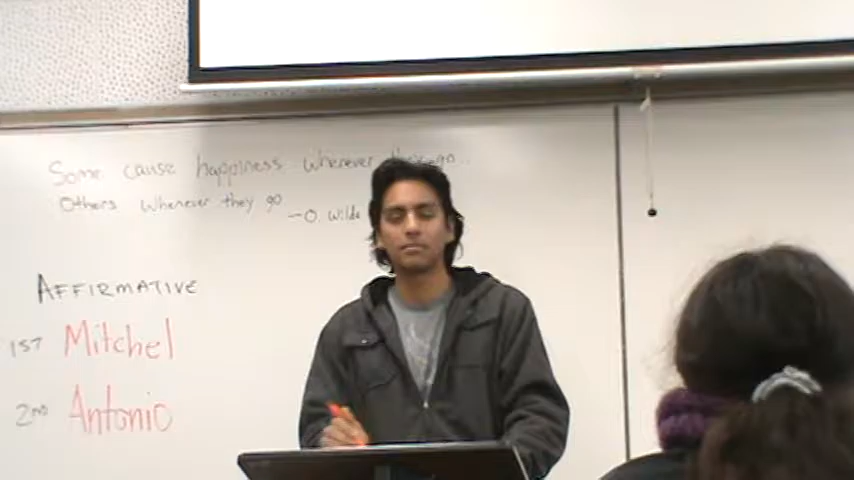 Some cause happiness wherever they go..
Others whenever they go
-O. Wilde
AFFIRMATIVE
1ST Mitchel
2ND Antonio